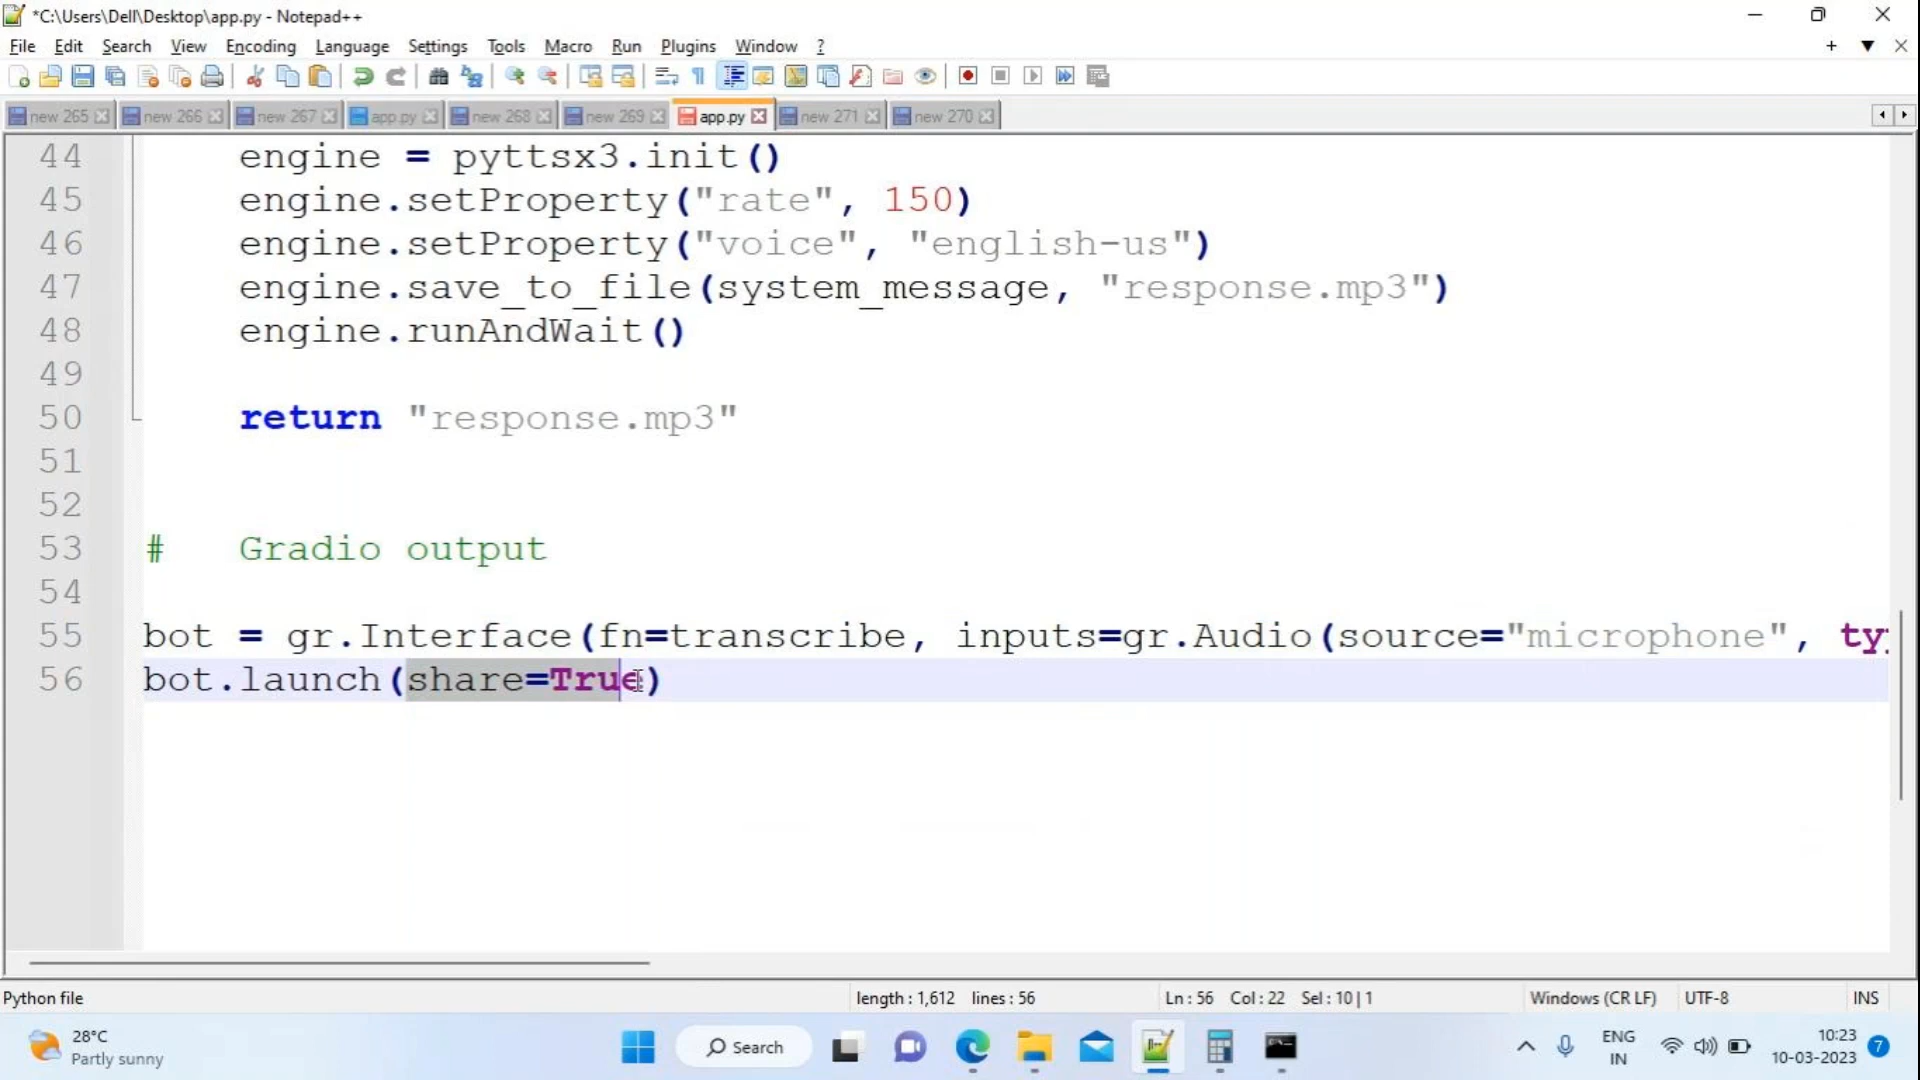 *C:\Users\Dell\Desktop\app.py - Notepad++
File Edit Search View Encoding Language Settings Tools Macro Run Plugins Window ?
new 265 new 266 new 267 app.py new 268 new 269 app.py new 271 new 270
44 engine = pyttsx3.init()
45 engine.setProperty("rate", 150)
46 engine.setProperty("voice", "english-us")
47 engine.save_to_file(system_message, "response.mp3")
48 engine.runAndWait()
49
50 return "response.mp3"
51
52
53 # Gradio output
54
55 bot = gr.Interface(fn=transcribe, inputs=gr.Audio(source="microphone", ty
56 bot.launch(share=True)
Python file length : 1,612 lines : 56 Ln : 56 Col : 22 Sel : 10 | 1 Windows (CR LF) UTF-8 INS
28°C
Partly sunny
Search
ENG
IN
10:23
10-03-2023
7